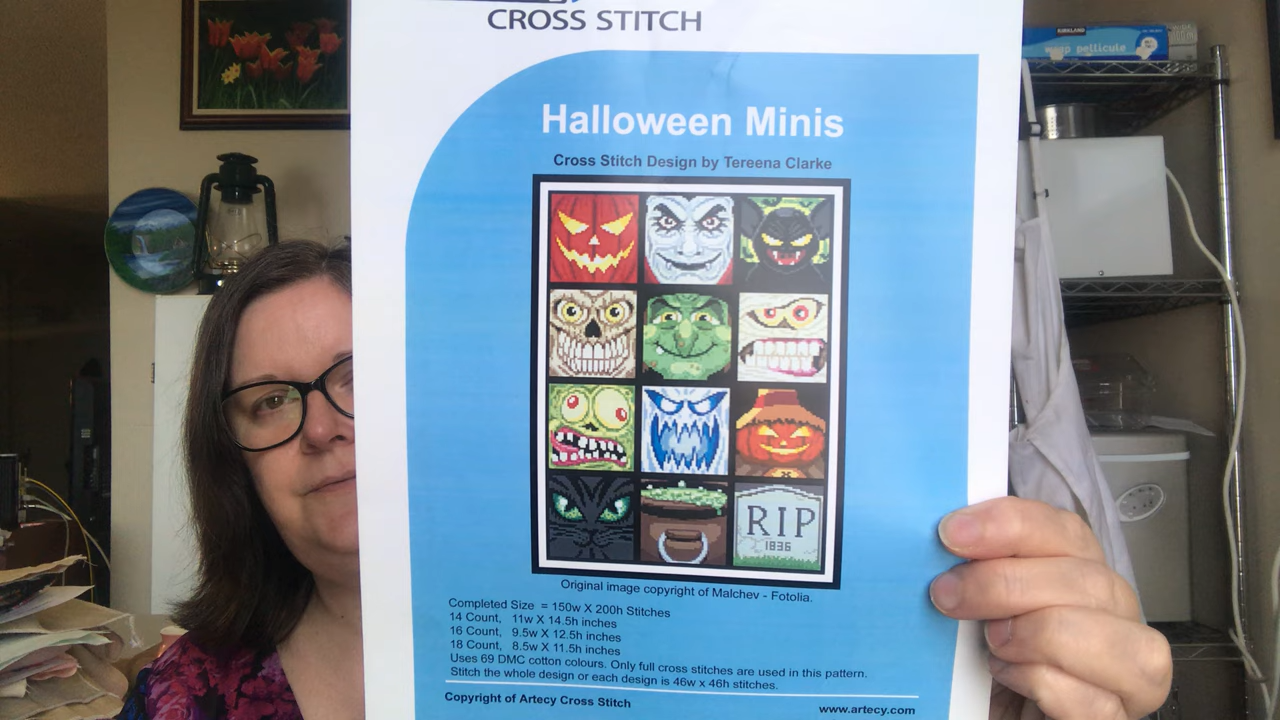 CROSS STITCH
Halloween Minis
Cross Stitch Design by Tereena Clarke
RIP
1836
Original image copyright of Malchev - Fotolia.
Completed Size = 150w X 200h Stitches
14 Count, 11w X 14.5h inches
16 Count, 9.5w X 12.5h inches
18 Count, 8.5w X 11.5h inches
Uses 69 DMC cotton colours. Only full cross stitches are used in this pattern.
Stitch the whole design or each design is 46w x 46h stitches.
Copyright of Artecy Cross Stitch
www.artecy.com
KIRKLAND
wrap pellicule